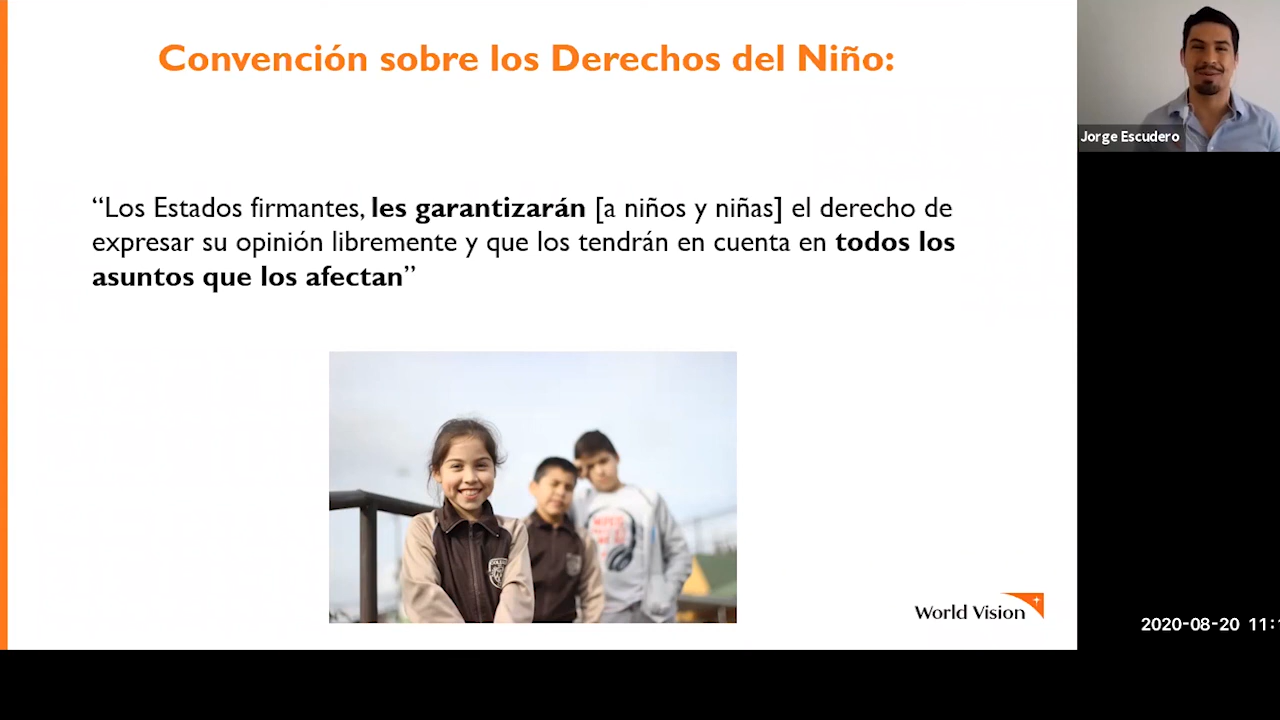 Convención sobre los Derechos del Niño:
Jorge Escudero
“Los Estados firmantes, les garantizarán [a niños y niñas] el derecho de
expresar su opinión libremente y que los tendrán en cuenta en todos los
asuntos que los afectan”
World Vision
2020-08-20 11:1